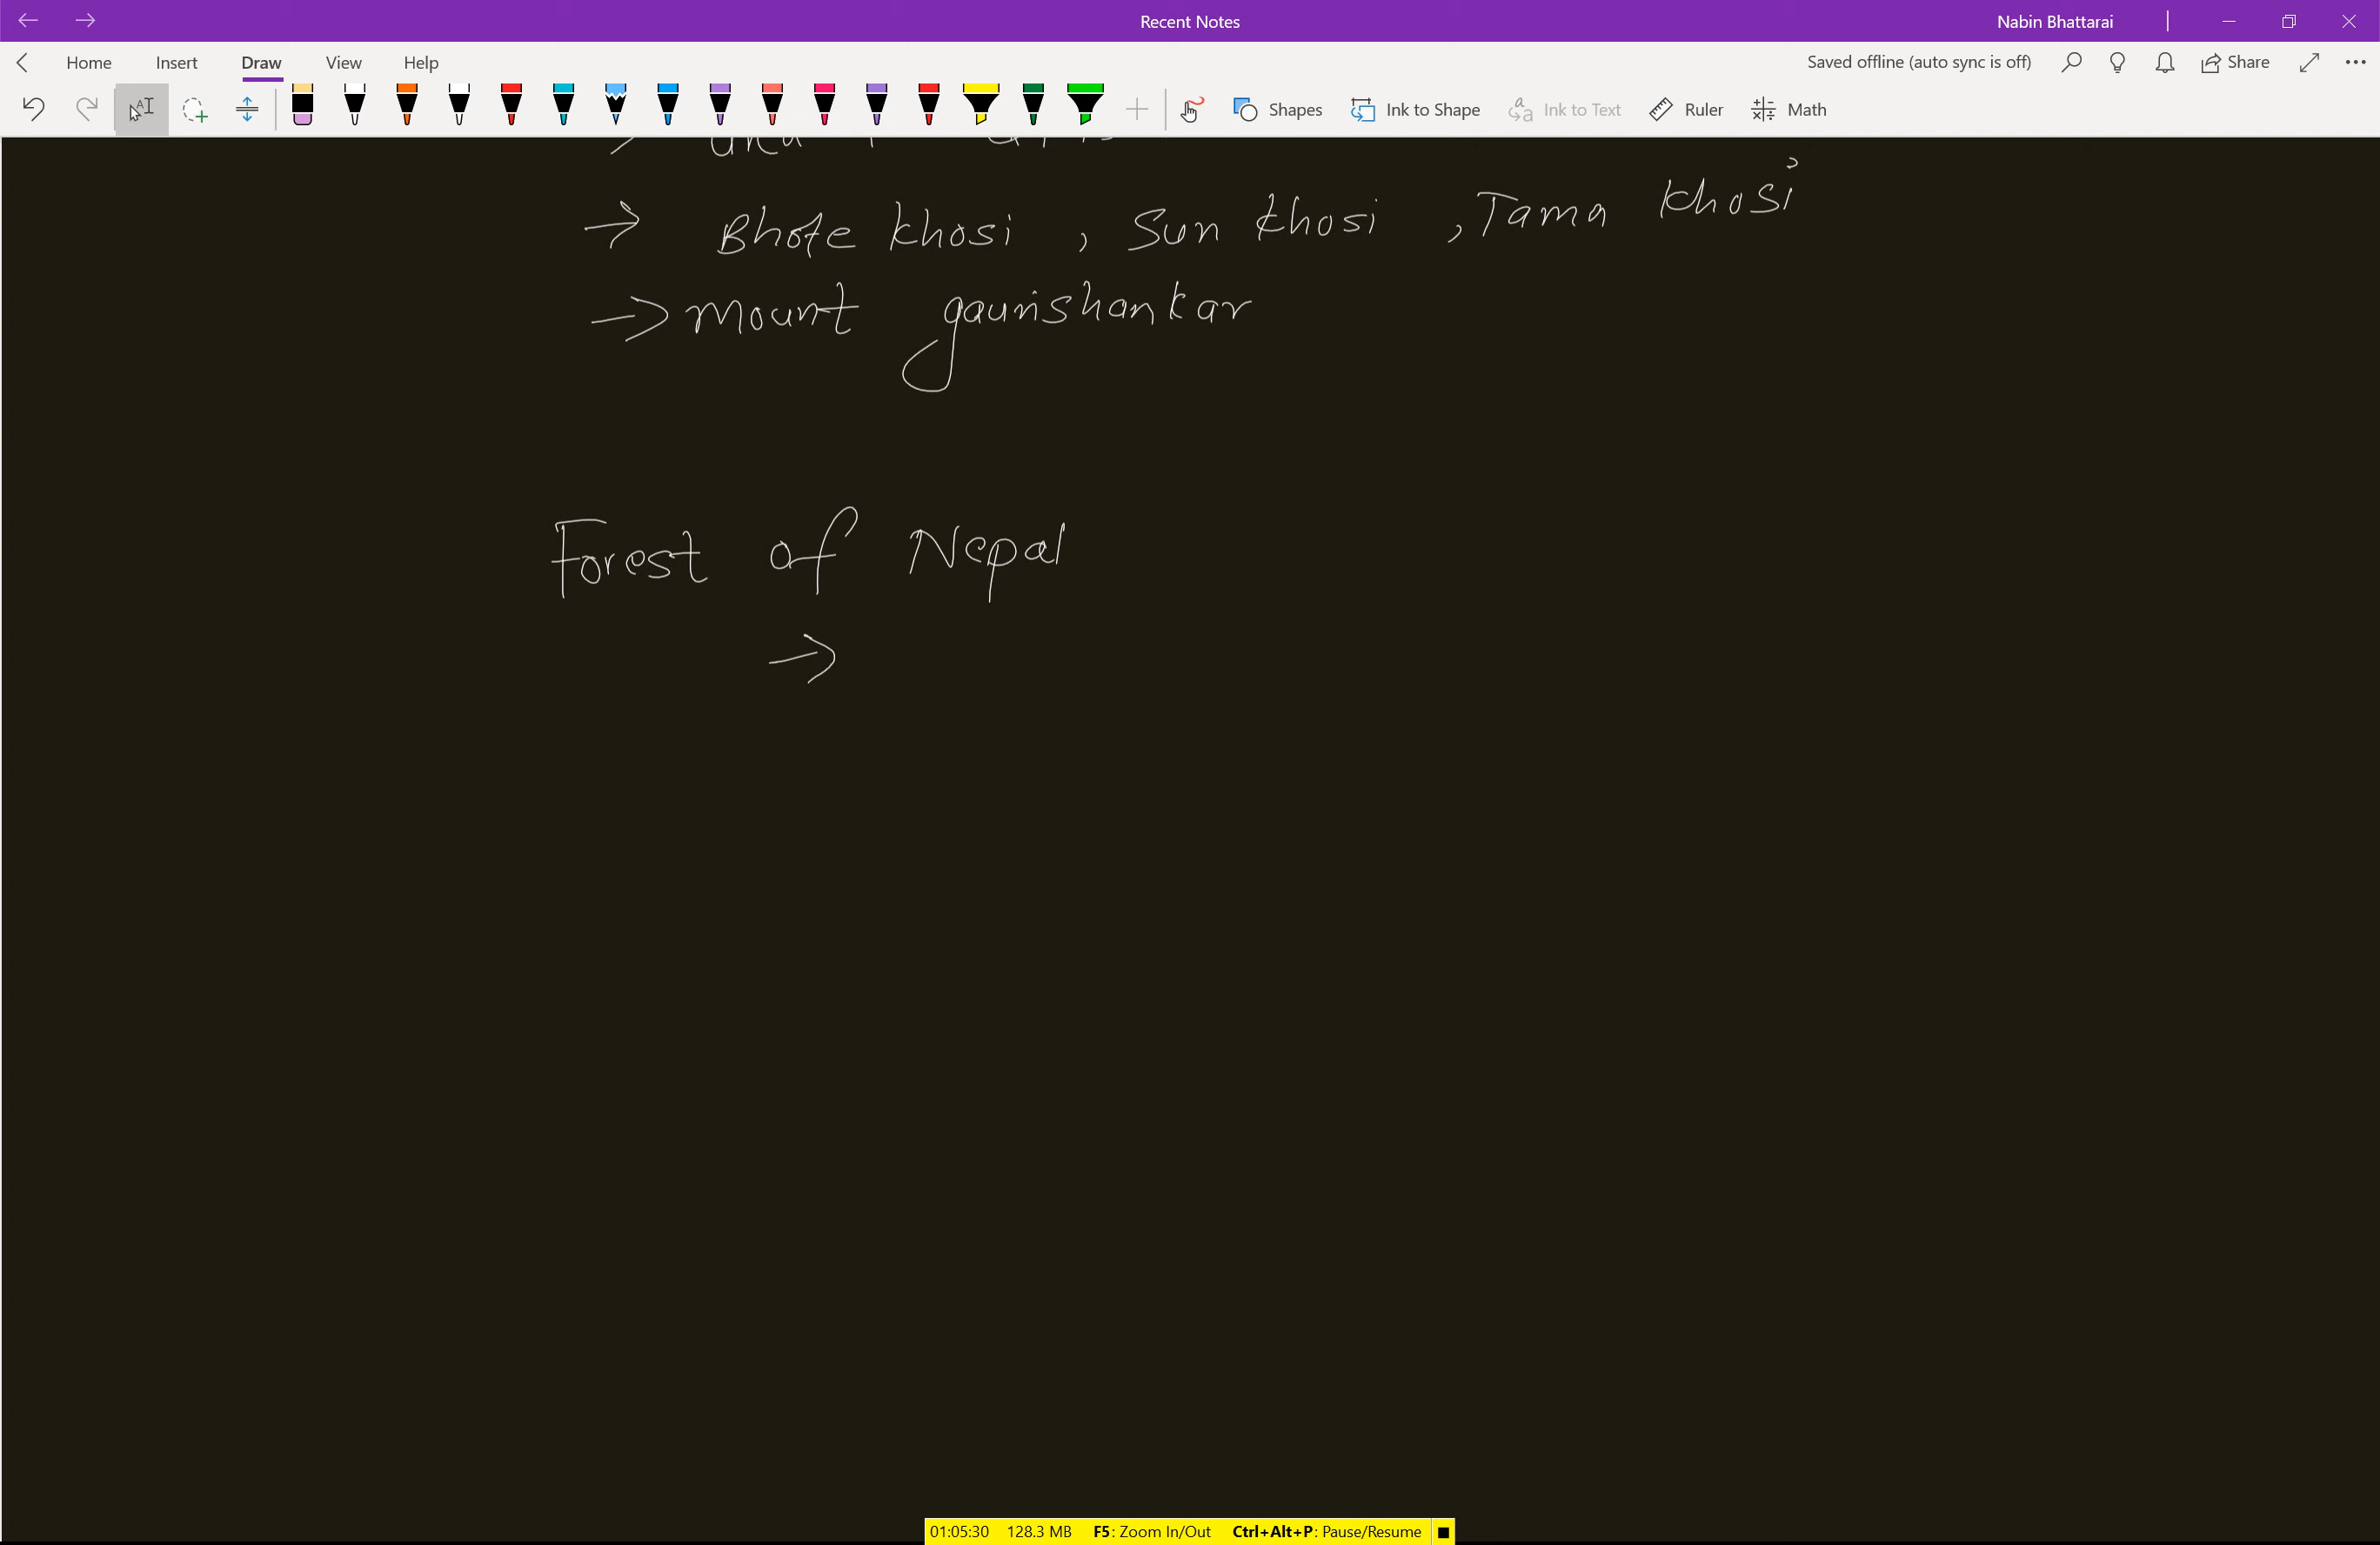 Recent Notes
Nabin Bhattarai
Home Insert Draw View Help
Saved offline (auto sync is off)
Share
Shapes Ink to Shape Ink to Text Ruler Math
→ Bhote khosi , Sun khosi , Tama khosi
→ mount gaurishankar
Forest of Nepal
→
01:05:30 128.3 MB F5: Zoom In/Out Ctrl+Alt+P: Pause/Resume